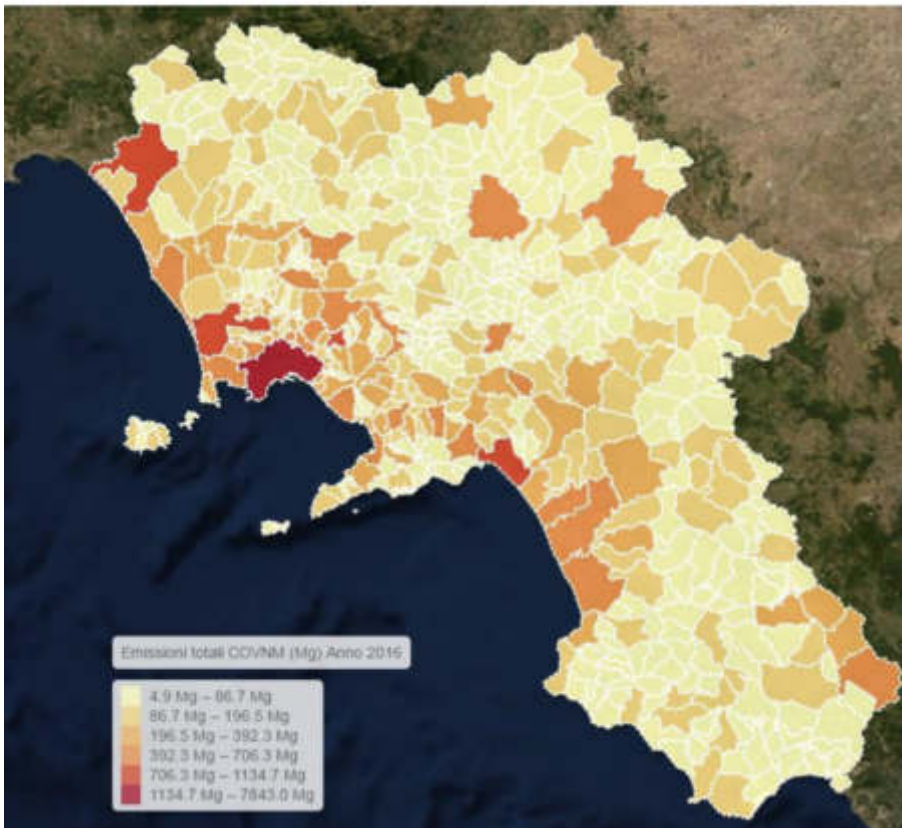 Emissioni totali COVNM (Mg) Anno 2016
4.9 Mg – 86.7 Mg
86.7 Mg – 196.5 Mg
196.5 Mg – 392.3 Mg
392.3 Mg – 706.3 Mg
706.3 Mg – 1134.7 Mg
1134.7 Mg – 7843.0 Mg